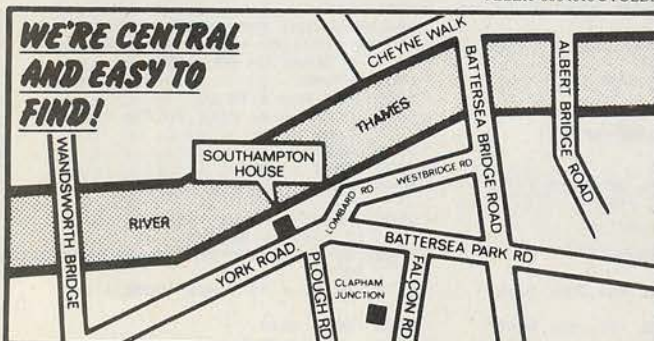 WE'RE CENTRAL
AND EASY TO
FIND!
CHEYNE WALK
BATTERSEA BRIDGE ROAD
ALBERT BRIDGE ROAD
THAMES
WANDSWORTH BRIDGE
SOUTHAMPTON
HOUSE
WESTBRIDGE RD
LOMBARD RD
RIVER
YORK ROAD
BATTERSEA PARK RD
PLOUGH RD
CLAPHAM
JUNCTION
FALCON RD